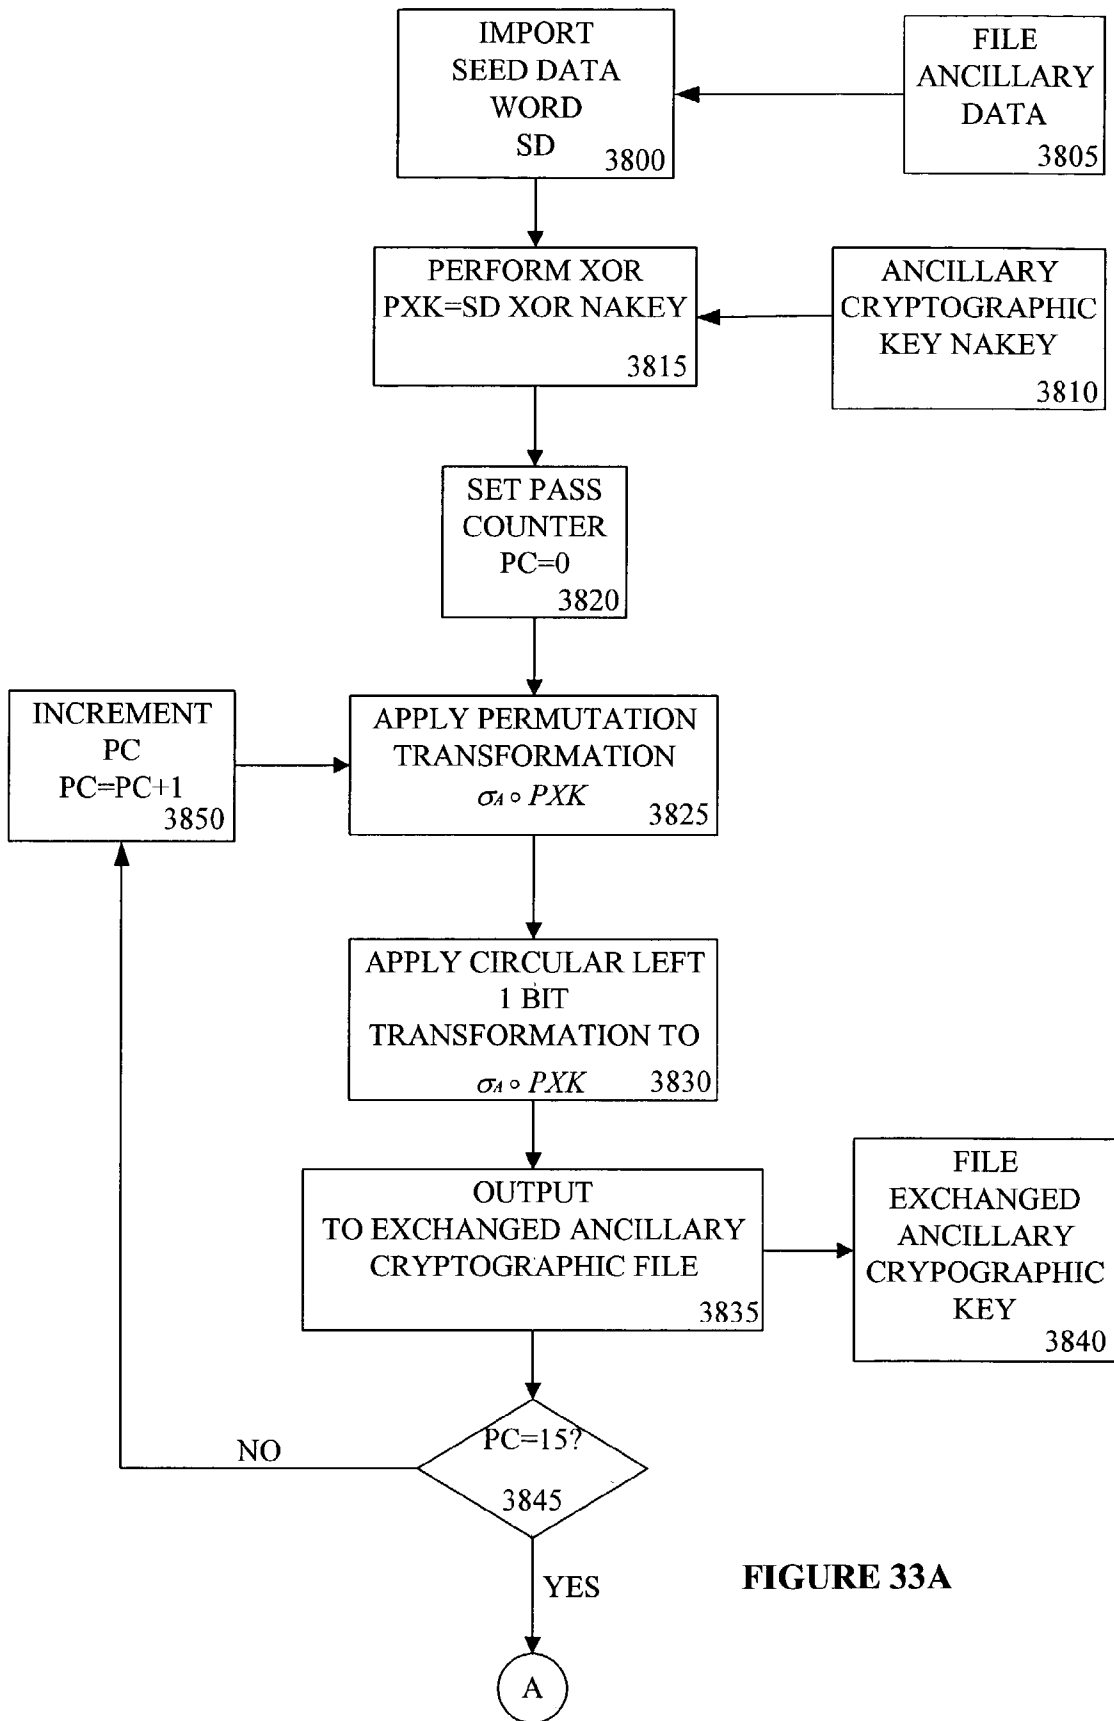 IMPORT
SEED DATA
WORD
SD
3800
FILE
ANCILLARY
DATA
3805
PERFORM XOR
PXK=SD XOR NAKEY
3815
ANCILLARY
CRYPTOGRAPHIC
KEY NAKEY
3810
SET PASS
COUNTER
PC=0
3820
INCREMENT
PC
PC=PC+1
3850
APPLY PERMUTATION
TRANSFORMATION
σA ∘ PXK
3825
APPLY CIRCULAR LEFT
1 BIT
TRANSFORMATION TO
σA ∘ PXK
3830
OUTPUT
TO EXCHANGED ANCILLARY
CRYPTOGRAPHIC FILE
3835
FILE
EXCHANGED
ANCILLARY
CRYPOGRAPHIC
KEY
3840
PC=15?
3845
NO
YES
FIGURE 33A
A